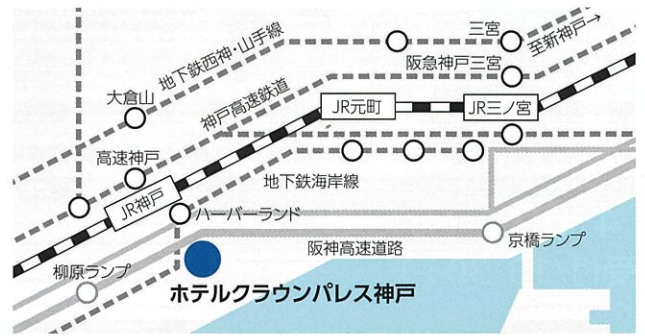 三宮
至新神戸→
地下鉄西神・山手線
阪急神戸三宮
大倉山
神戸高速鉄道
JR元町
JR三ノ宮
高速神戸
地下鉄海岸線
JR神戸
ハーバーランド
京橋ランプ
阪神高速道路
柳原ランプ
ホテルクラウンパレス神戸